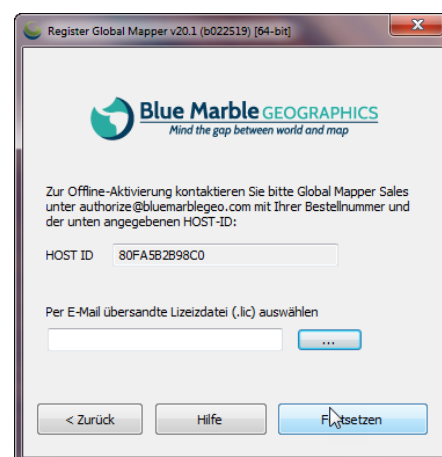 Register Global Mapper v20.1 (b022519) [64-bit]
Blue Marble GEOGRAPHICS
Mind the gap between world and map
Zur Offline-Aktivierung kontaktieren Sie bitte Global Mapper Sales
unter authorize@bluemarblegeo.com mit Ihrer Bestellnummer und
der unten angegebenen HOST-ID:
HOST ID 80FA5B2B98C0
Per E-Mail übersandte Lizeizdatei (.lic) auswählen
...
< Zurück Hilfe Fortsetzen